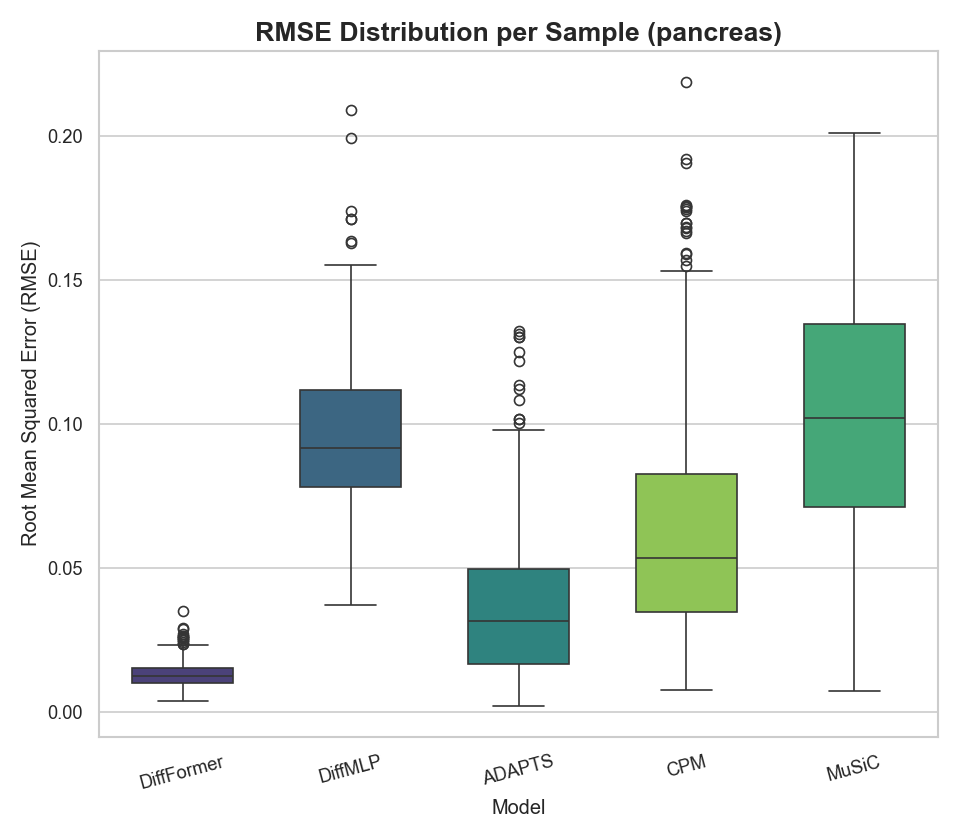 RMSE Distribution per Sample (pancreas)
Root Mean Squared Error (RMSE)
0.20
0.15
0.10
0.05
0.00
DiffFormer
DiffMLP
ADAPTS
CPM
MuSiC
Model